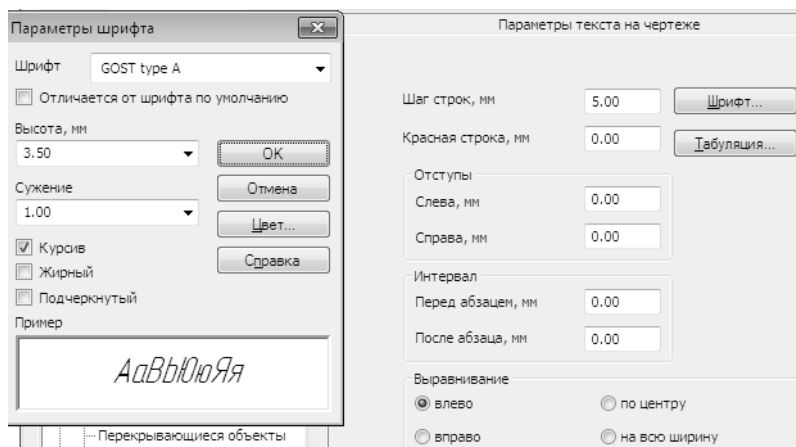 Параметры шрифта
Шрифт GOST type A
Отличается от шрифта по умолчанию
Высота, мм
3.50
OK
Сужение
Отмена
1.00
Цвет...
Курсив
Справка
Жирный
Подчеркнутый
Пример
АаВЬЮюЯя
Перекрывающиеся объекты
Параметры текста на чертеже
Шаг строк, мм 5.00 Шрифт...
Красная строка, мм 0.00 Табуляция...
Отступы
Слева, мм 0.00
Справа, мм 0.00
Интервал
Перед абзацем, мм 0.00
После абзаца, мм 0.00
Выравнивание
влево по центру
вправо на всю ширину